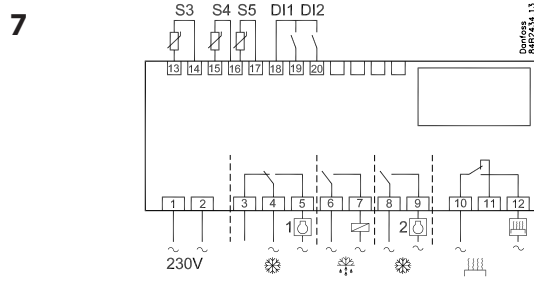 7
S3 S4 S5 DI1 DI2
Danfoss
84B2434.13
13 14 15 16 17 18 19 20
1 2 3 4 5 6 7 8 9 10 11 12
1 2
~ ~ ~ ~ ~ ~ ~ ~ ~ ~
230V